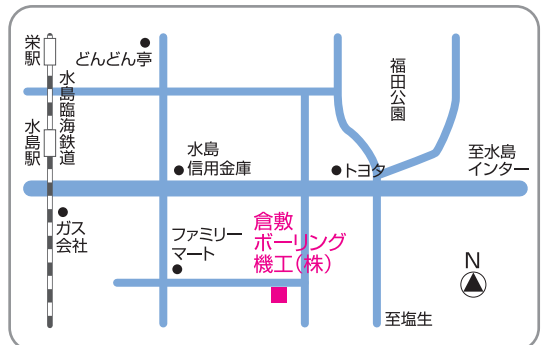 栄駅
どんどん亭
水島臨海鉄道
水島駅
福田公園
水島
信用金庫
トヨタ
至水島
インター
ガス
会社
ファミリー
マート
倉敷
ボーリング
機工(株)
N
至塩生